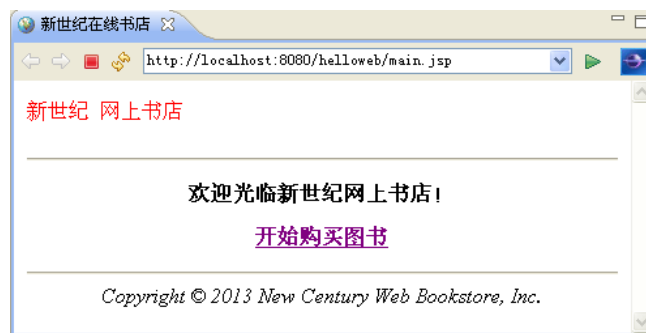 新世纪在线书店
http://localhost:8080/helloweb/main.jsp
新世纪 网上书店
欢迎光临新世纪网上书店!
开始购买图书
Copyright © 2013 New Century Web Bookstore, Inc.